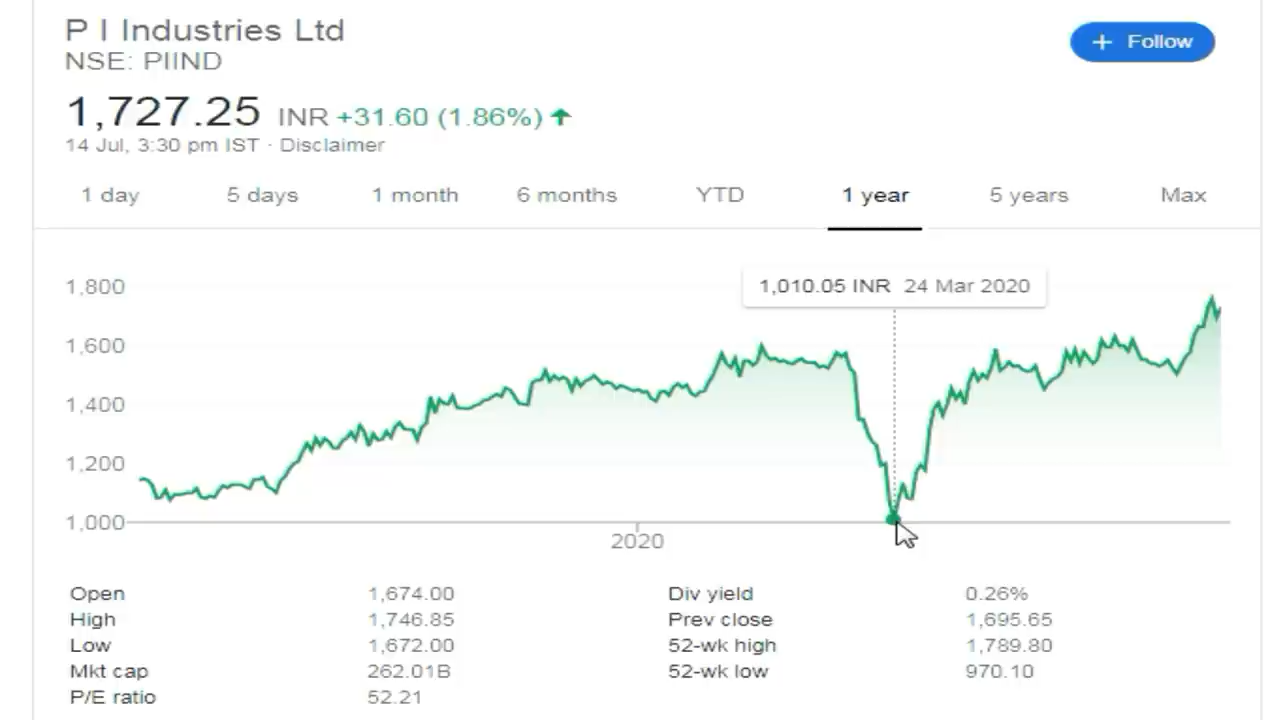 P I Industries Ltd
+ Follow
NSE: PIIND
1,727.25 INR +31.60 (1.86%) ↑
14 Jul, 3:30 pm IST · Disclaimer
1 day 5 days 1 month 6 months YTD 1 year 5 years Max
1,010.05 INR 24 Mar 2020
1,800
1,600
1,400
1,200
1,000
2020
Open 1,674.00 Div yield 0.26%
High 1,746.85 Prev close 1,695.65
Low 1,672.00 52-wk high 1,789.80
Mkt cap 262.01B 52-wk low 970.10
P/E ratio 52.21